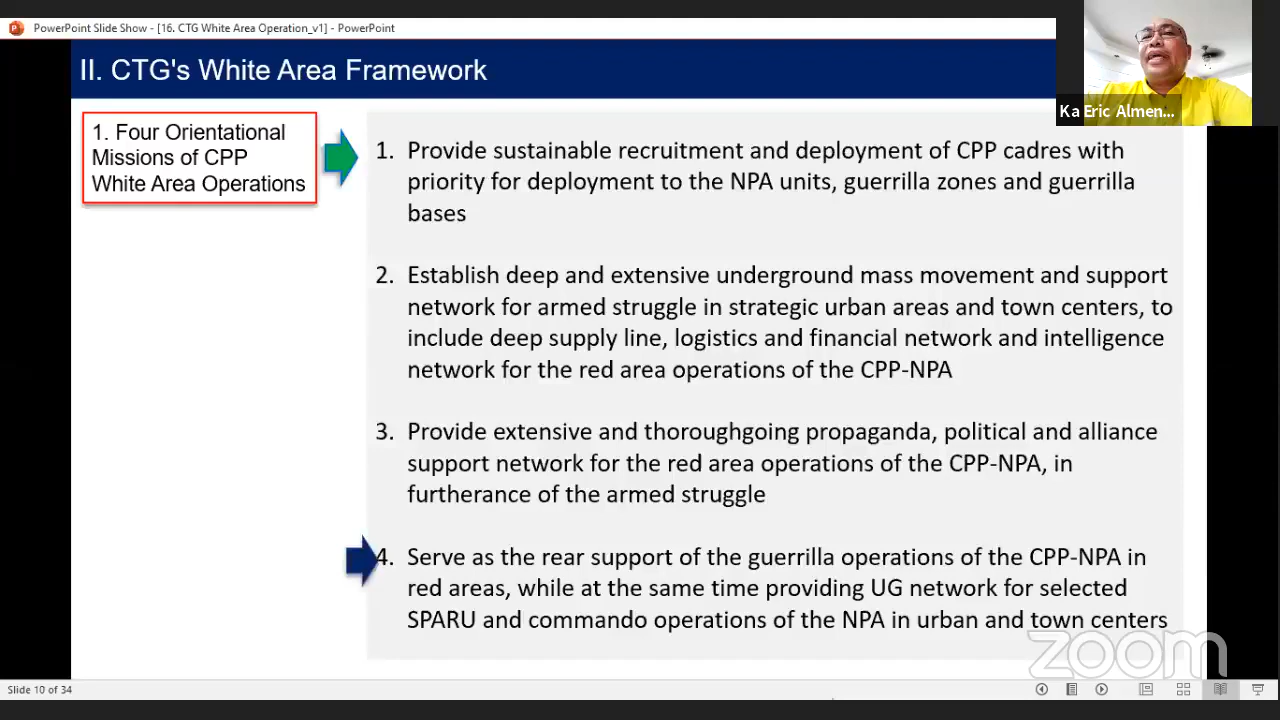 PowerPoint Slide Show - [16. CTG White Area Operation_v1] - PowerPoint
II. CTG's White Area Framework
Ka Eric Almen...
1. Four Orientational
Missions of CPP
White Area Operations
1. Provide sustainable recruitment and deployment of CPP cadres with
priority for deployment to the NPA units, guerrilla zones and guerrilla
bases
2. Establish deep and extensive underground mass movement and support
network for armed struggle in strategic urban areas and town centers, to
include deep supply line, logistics and financial network and intelligence
network for the red area operations of the CPP-NPA
3. Provide extensive and thoroughgoing propaganda, political and alliance
support network for the red area operations of the CPP-NPA, in
furtherance of the armed struggle
4. Serve as the rear support of the guerrilla operations of the CPP-NPA in
red areas, while at the same time providing UG network for selected
SPARU and commando operations of the NPA in urban and town centers
zoom
Slide 10 of 34